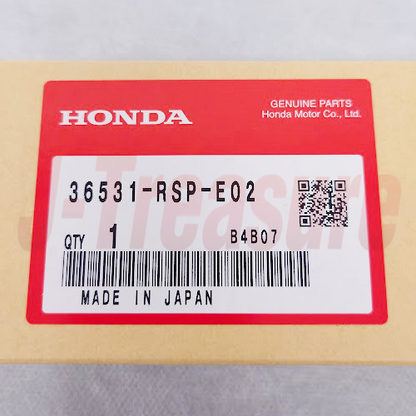 HONDA
GENUINE PARTS
Honda Motor Co., Ltd.
36531-RSP-E02
QTY 1 B4B07
MADE IN JAPAN
J-Treasure